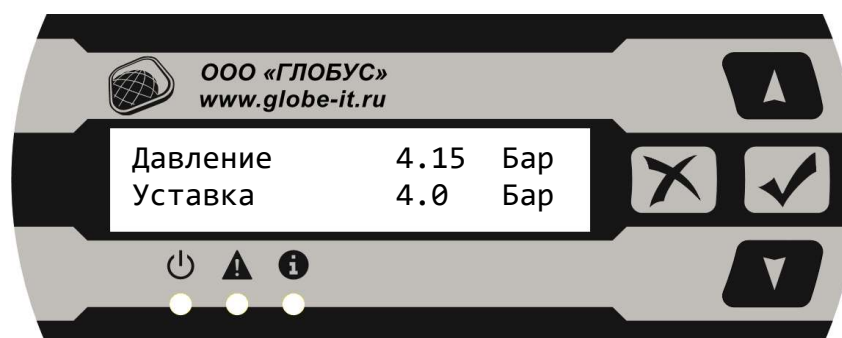 ООО «ГЛОБУС»
www.globe-it.ru
Давление 4.15 Бар
Уставка 4.0 Бар